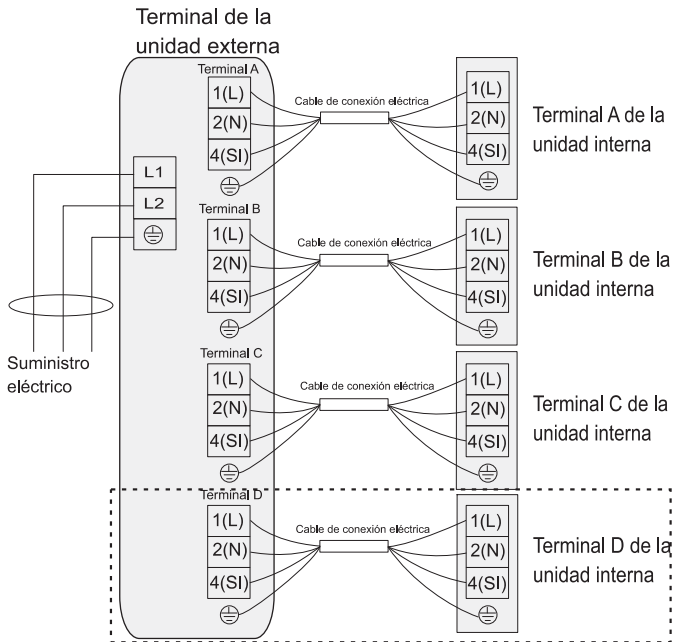 Terminal de la
unidad externa
Terminal A
1(L)
2(N)
4(SI)
Cable de conexión eléctrica
1(L)
2(N)
4(SI)
Terminal A de la
unidad interna
L1
L2
Terminal B
1(L)
2(N)
4(SI)
Cable de conexión eléctrica
1(L)
2(N)
4(SI)
Terminal B de la
unidad interna
Suministro
eléctrico
Terminal C
1(L)
2(N)
4(SI)
Cable de conexión eléctrica
1(L)
2(N)
4(SI)
Terminal C de la
unidad interna
Terminal D
1(L)
2(N)
4(SI)
Cable de conexión eléctrica
1(L)
2(N)
4(SI)
Terminal D de la
unidad interna